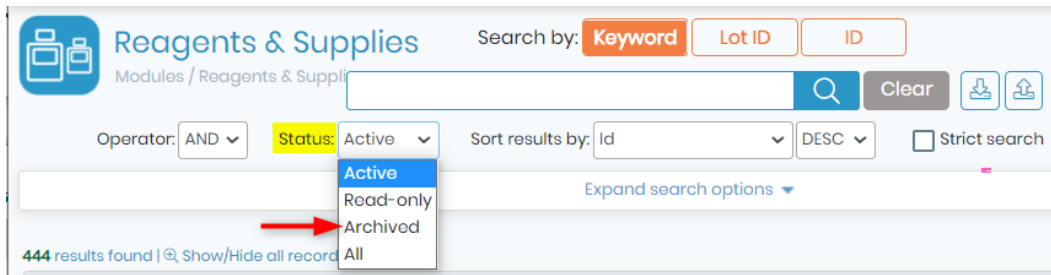 Reagents & Supplies
Search by: Keyword Lot ID ID
Modules / Reagents & Suppli
Clear
Operator: AND Status: Active Sort results by: Id DESC Strict search
Active
Read-only
Archived
All
Expand search options
444 results found | Show/Hide all record